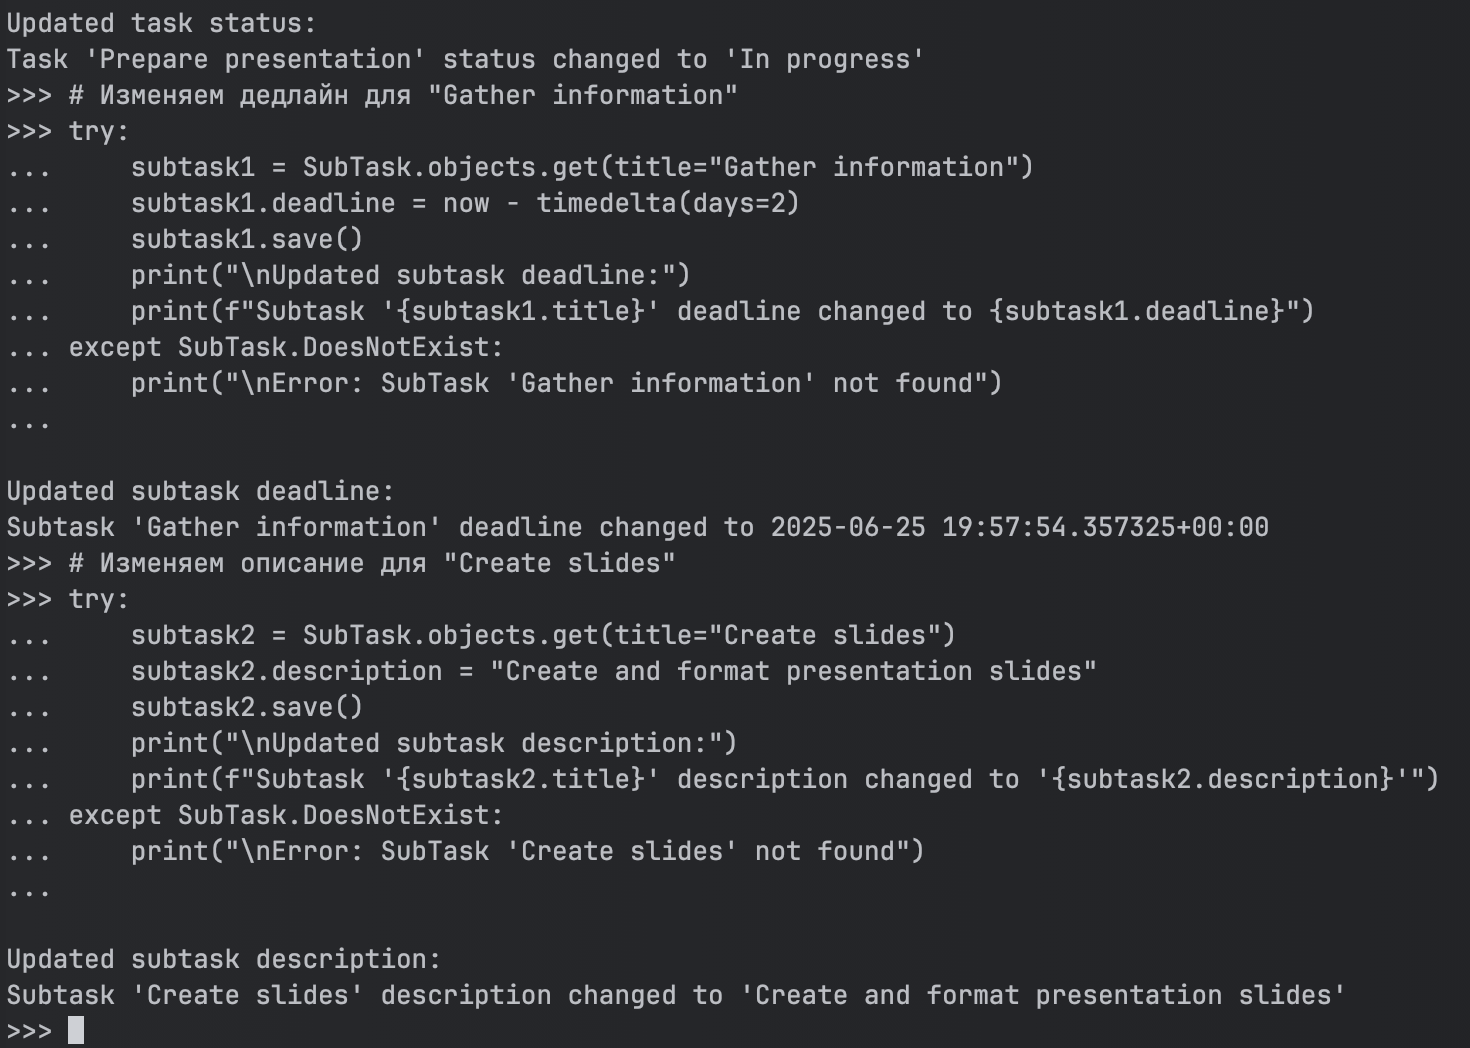 Updated task status:
Task 'Prepare presentation' status changed to 'In progress'
>>> # Изменяем дедлайн для "Gather information"
>>> try:
...     subtask1 = SubTask.objects.get(title="Gather information")
...     subtask1.deadline = now - timedelta(days=2)
...     subtask1.save()
...     print("\nUpdated subtask deadline:")
...     print(f"Subtask '{subtask1.title}' deadline changed to {subtask1.deadline}")
... except SubTask.DoesNotExist:
...     print("\nError: SubTask 'Gather information' not found")
...
Updated subtask deadline:
Subtask 'Gather information' deadline changed to 2025-06-25 19:57:54.357325+00:00
>>> # Изменяем описание для "Create slides"
>>> try:
...     subtask2 = SubTask.objects.get(title="Create slides")
...     subtask2.description = "Create and format presentation slides"
...     subtask2.save()
...     print("\nUpdated subtask description:")
...     print(f"Subtask '{subtask2.title}' description changed to '{subtask2.description}'")
... except SubTask.DoesNotExist:
...     print("\nError: SubTask 'Create slides' not found")
...
Updated subtask description:
Subtask 'Create slides' description changed to 'Create and format presentation slides'
>>>